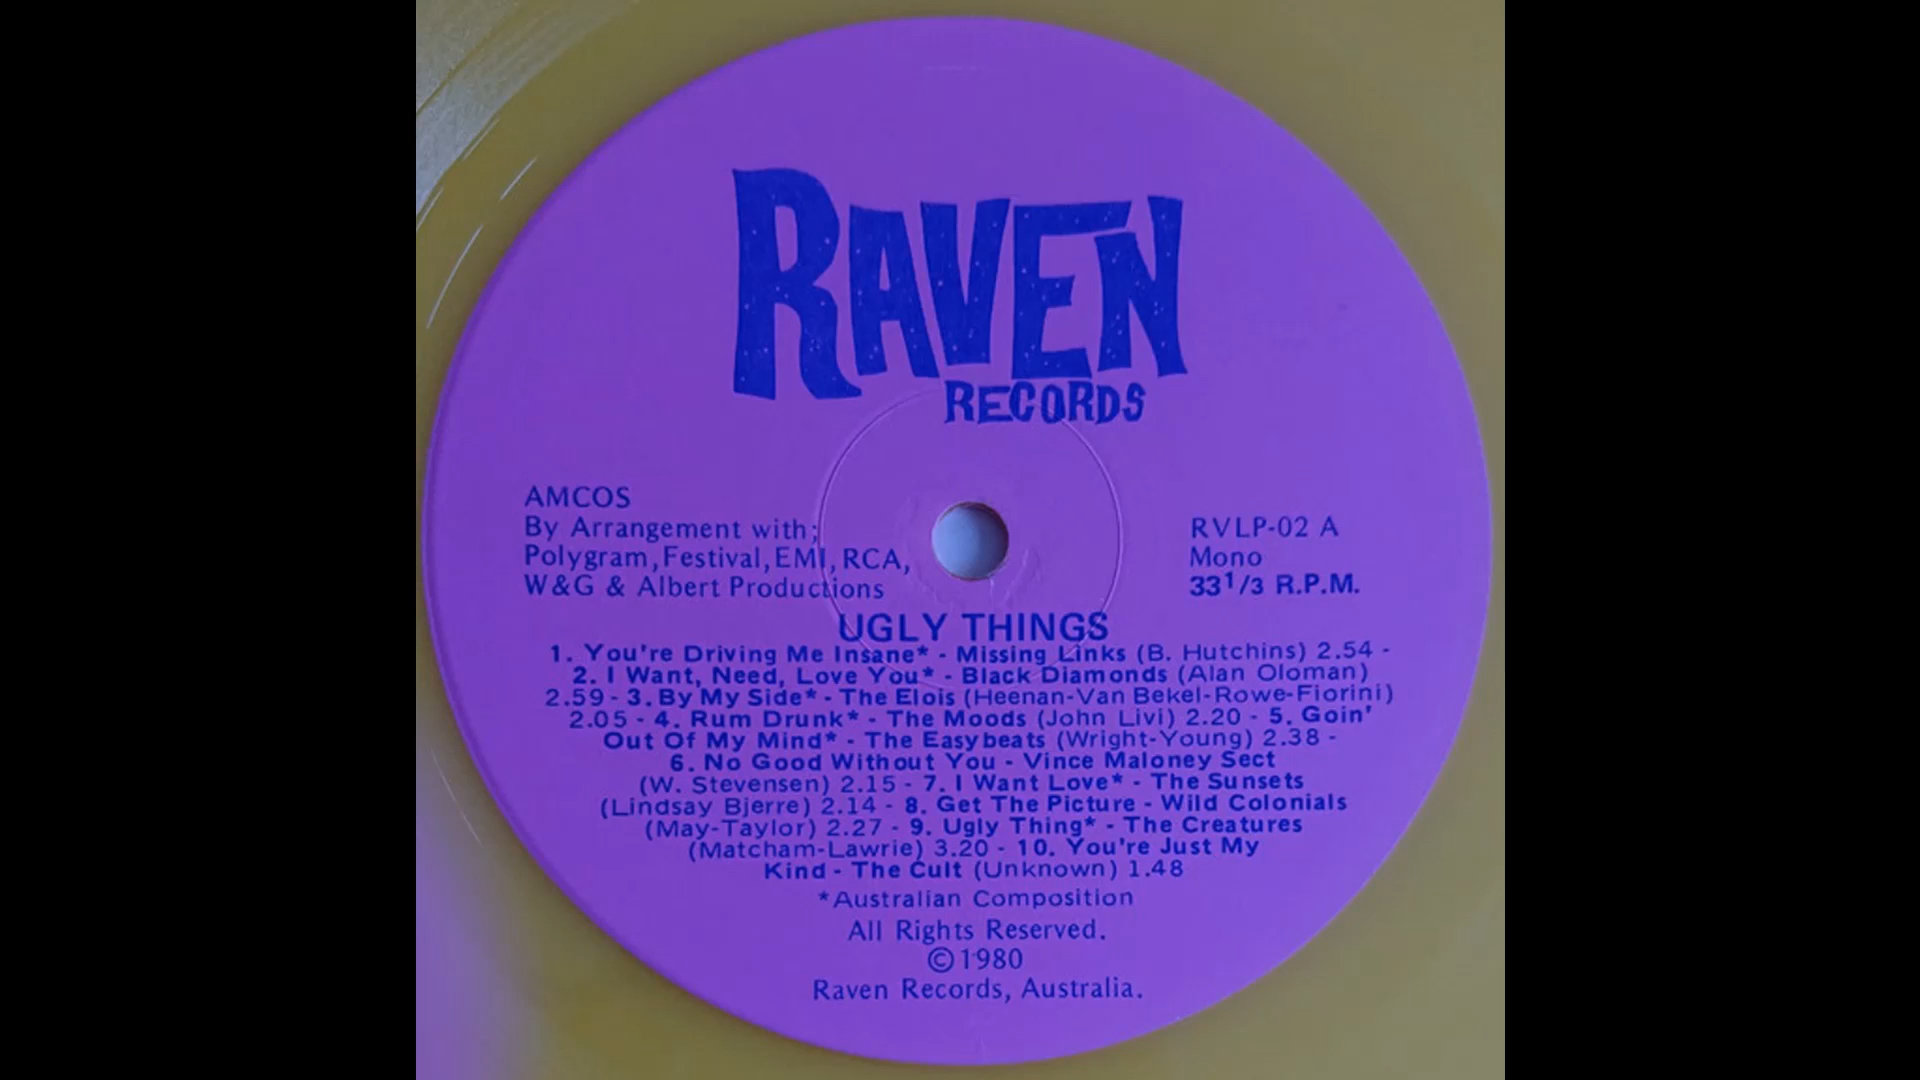 RAVEN
RECORDS
AMCOS
By Arrangement with;
Polygram, Festival, EMI, RCA,
W&G & Albert Productions
RVLP-02 A
Mono
33 1/3 R.P.M.
UGLY THINGS
1. You're Driving Me Insane* - Missing Links (B. Hutchins) 2.54 -
2. I Want, Need, Love You* - Black Diamonds (Alan Oloman)
2.59 - 3. By My Side* - The Elois (Heenan-Van Bekel-Rowe-Fiorini)
2.05 - 4. Rum Drunk* - The Moods (John Livi) 2.20 - 5. Goin'
Out Of My Mind* - The Easybeats (Wright-Young) 2.38 -
6. No Good Without You - Vince Maloney Sect
(W. Stevensen) 2.15 - 7. I Want Love* - The Sunsets
(Lindsay Bjerre) 2.14 - 8. Get The Picture - Wild Colonials
(May-Taylor) 2.27 - 9. Ugly Thing* - The Creatures
(Matcham-Lawrie) 3.20 - 10. You're Just My
Kind - The Cult (Unknown) 1.48
*Australian Composition
All Rights Reserved.
©1980
Raven Records, Australia.